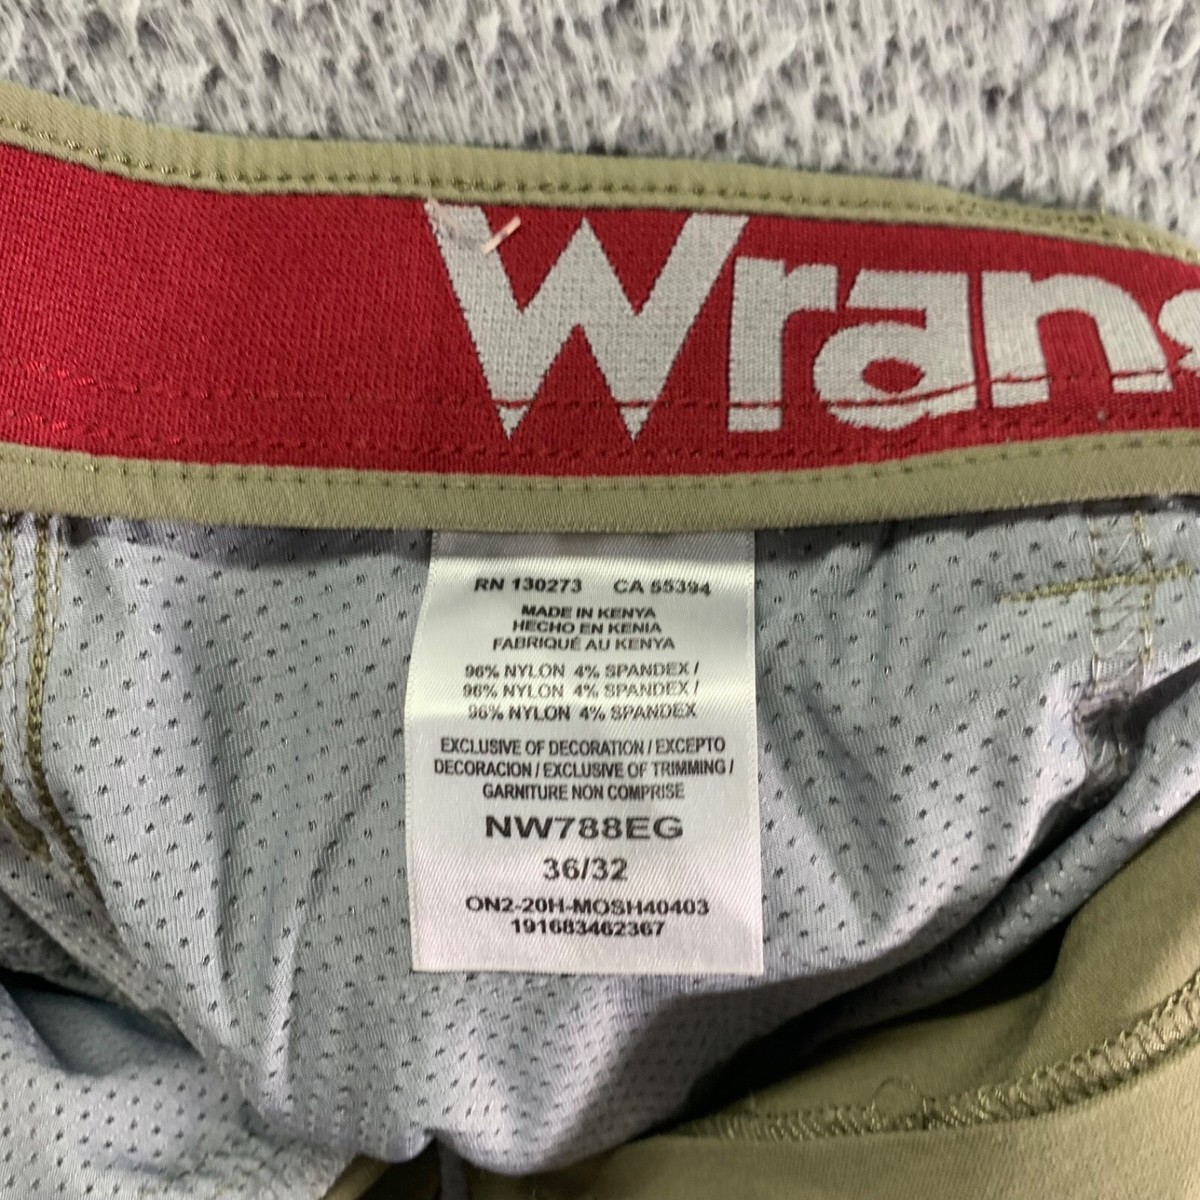 Wrang
RN 130273 CA 55394
MADE IN KENYA
HECHO EN KENIA
FABRIQUÉ AU KENYA
96% NYLON 4% SPANDEX /
96% NYLON 4% SPANDEX /
96% NYLON 4% SPANDEX
EXCLUSIVE OF DECORATION / EXCEPTO
DECORACION / EXCLUSIVE OF TRIMMING /
GARNITURE NON COMPRISE
NW788EG
36/32
ON2-20H-MOSH40403
191683462367